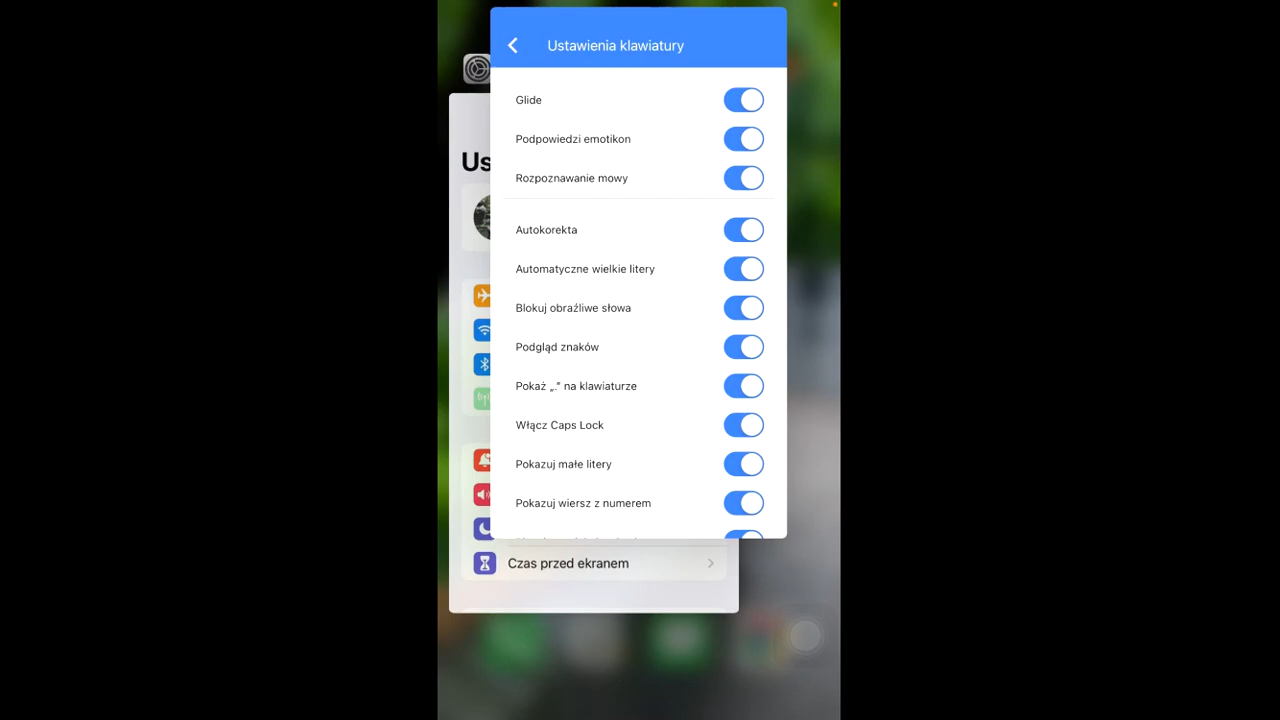 Ustawienia klawiatury
Us
Glide
Podpowiedzi emotikon
Rozpoznawanie mowy
Autokorekta
Automatyczne wielkie litery
Blokuj obraźliwe słowa
Podgląd znaków
Pokaż „.” na klawiaturze
Włącz Caps Lock
Pokazuj małe litery
Pokazuj wiersz z numerem
Czas przed ekranem